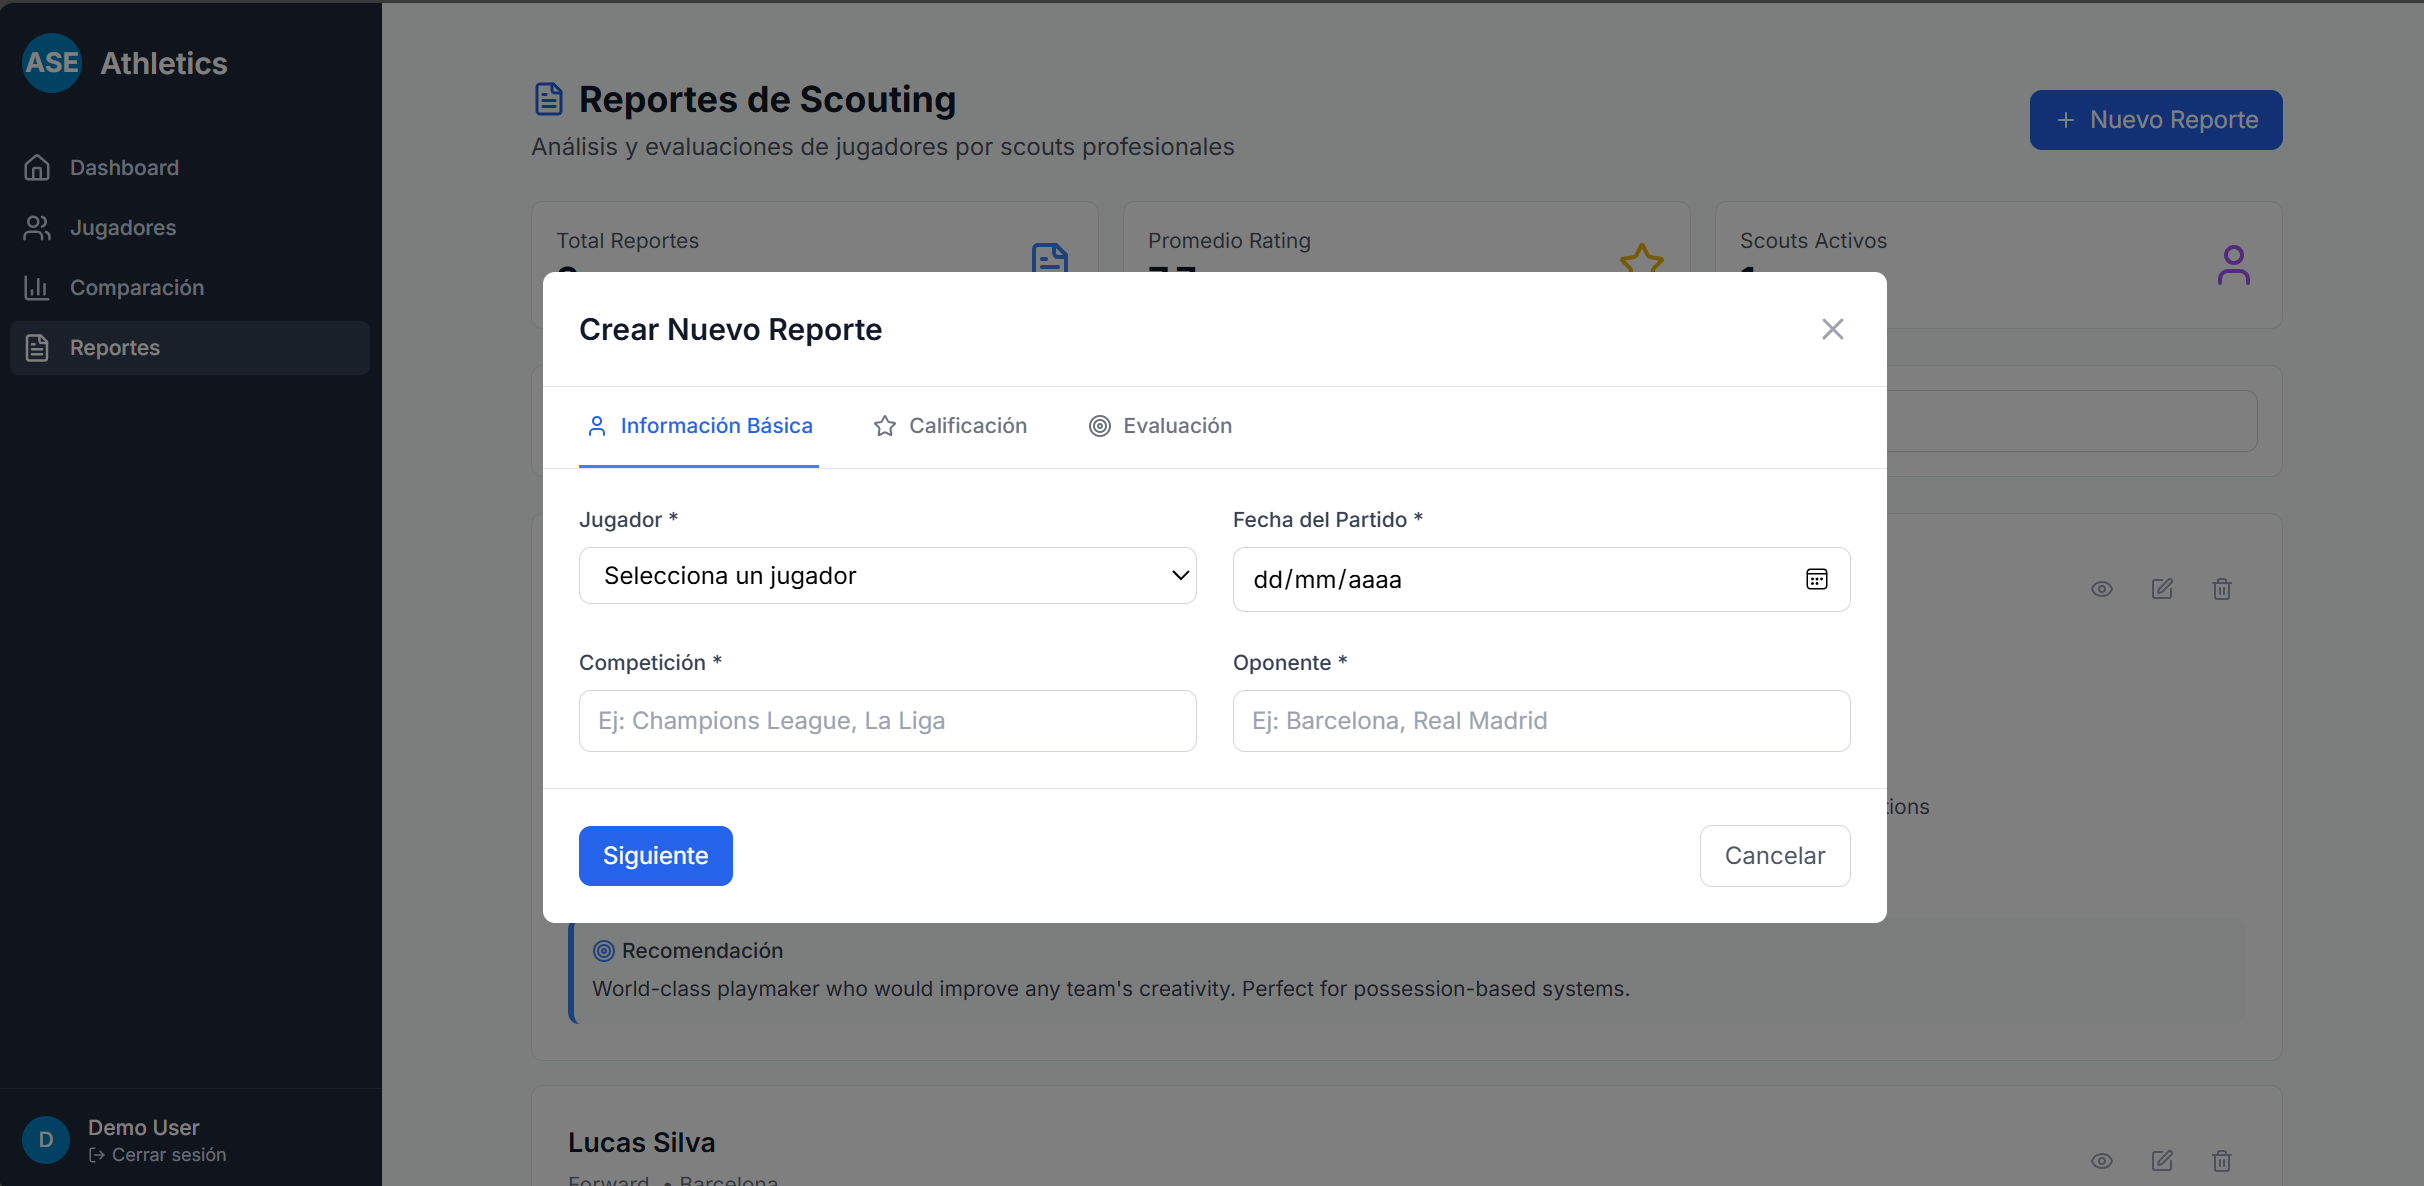 ASE Athletics
Dashboard
Jugadores
Comparación
Reportes
Demo User
D
Cerrar sesión
Reportes de Scouting
Análisis y evaluaciones de jugadores por scouts profesionales
+ Nuevo Reporte
Total Reportes
Promedio Rating
Scouts Activos
Crear Nuevo Reporte
Información Básica
Calificación
Evaluación
Jugador *
Fecha del Partido *
Selecciona un jugador
dd/mm/aaaa
Competición *
Oponente *
Ej: Champions League, La Liga
Ej: Barcelona, Real Madrid
Siguiente
Cancelar
Recomendación
World-class playmaker who would improve any team's creativity. Perfect for possession-based systems.
Lucas Silva
Forward • Barcelona